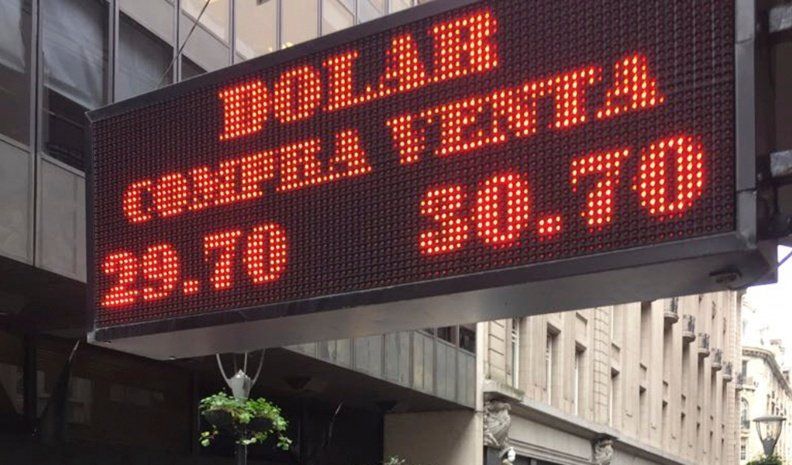 DOLAR
COMPRA VENTA
29.70 30.70